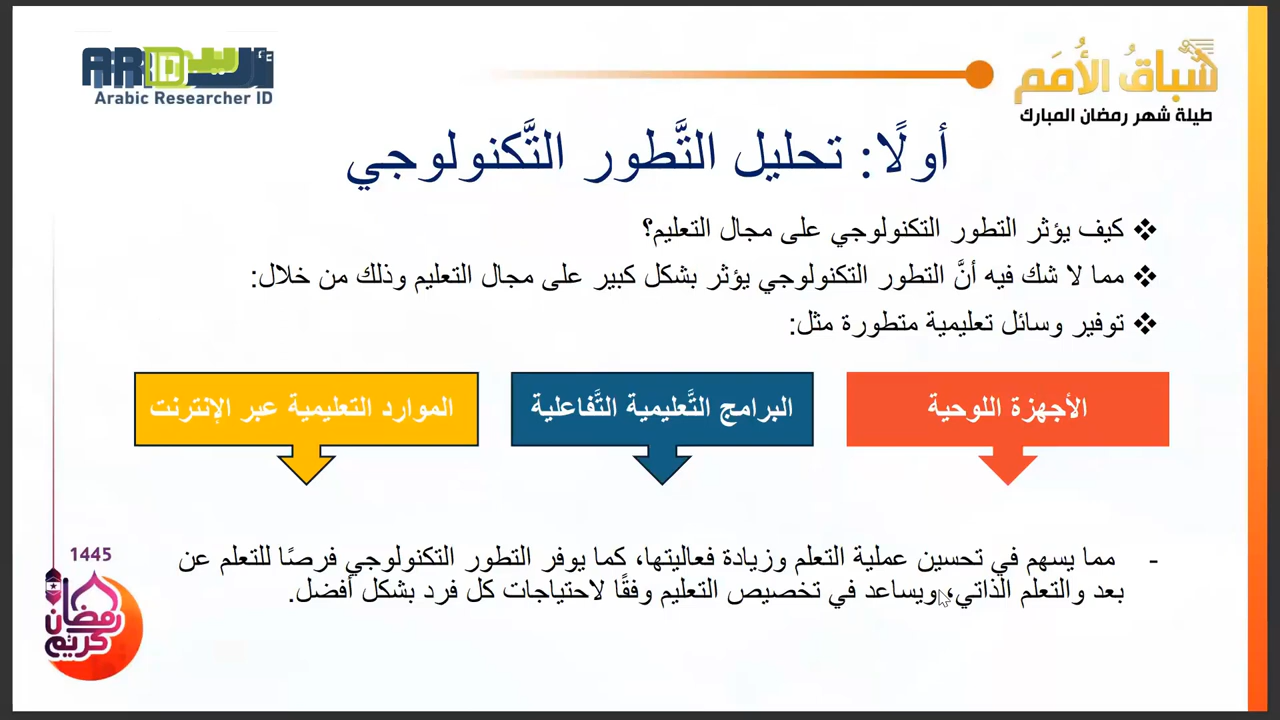 سباقُ الأُمَم
طيلة شهر رمضان المبارك
ARID أريد
Arabic Researcher ID
أولًا: تحليل التَّطور التَّكنولوجي
❖ كيف يؤثر التطور التكنولوجي على مجال التعليم؟
❖ مما لا شك فيه أنَّ التطور التكنولوجي يؤثر بشكل كبير على مجال التعليم وذلك من خلال:
❖ توفير وسائل تعليمية متطورة مثل:
الأجهزة اللوحية
البرامج التَّعليمية التَّفاعلية
الموارد التعليمية عبر الإنترنت
- مما يسهم في تحسين عملية التعلم وزيادة فعاليتها، كما يوفر التطور التكنولوجي فرصًا للتعلم عن
بعد والتعلم الذاتي، ويساعد في تخصيص التعليم وفقًا لاحتياجات كل فرد بشكل أفضل.
1445
رمضان
كريم